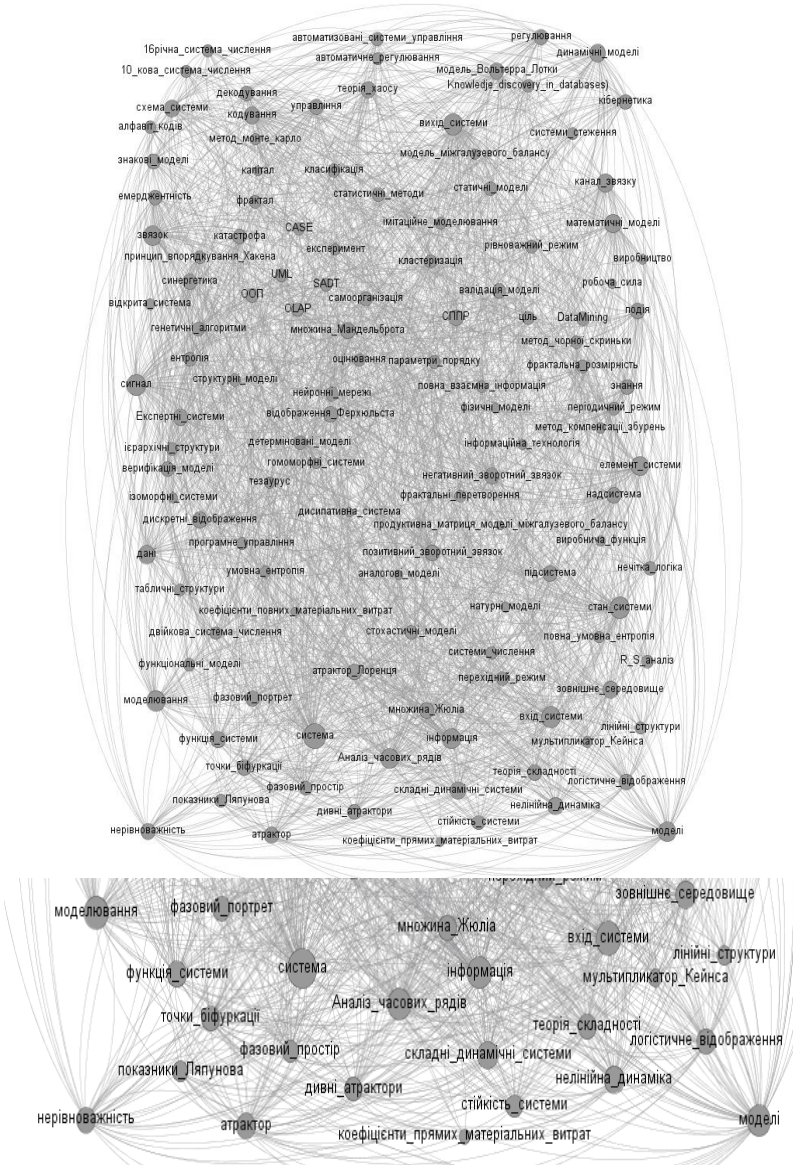 автоматизовані_системи_управління
регулювання
16річна_система_числення
динамічні_моделі
автоматичне_регулювання
10_кова_система_числення
модель_Вольтерра_Лотки
Knowledje_discovery_in_databases)
теорія_хаосу
декодування
кібернетика
схема_системи
управління
кодування
алфавіт_кодів
вихід_системи
системи_стеження
метод_монте_карло
модель_міжгалузевого_балансу
знакові_моделі
капітал
класифікація
канал_звязку
статичні_моделі
статистичні_методи
емерджентність
фрактал
імітаційне_моделювання
математичні_моделі
CASE
звязок
катастрофа
експеримент
рівноважний_режим
принцип_впорядкування_Хакена
кластеризація
виробництво
UML
синергетика
SADT
робоча_сила
ООП
валідація_моделі
самоорганізація
відкрита_система
OLAP
СППР
ціль
DataMining
подія
генетичні_алгоритми
множина_Мандельброта
метод_чорної_скриньки
ентропія
оцінювання
параметри_порядку
фрактальна_розмірність
сигнал
структурні_моделі
повна_взаємна_інформація
знання
нейронні_мережі
Експертні_системи
відображення_Ферхюльста
фізичні_моделі
періодичний_режим
метод_компенсації_збурень
ієрархічні_структури
детерміновані_моделі
інформаційна_технологія
верифікація_моделі
гомоморфні_системи
елемент_системи
тезаурус
негативний_зворотний_звязок
ізоморфні_системи
фрактальні_перетворення
надсистема
дискретні_відображення
дисипативна_система
продуктивна_матриця_моделі_міжгалузевого_балансу
програмне_управління
виробнича_функція
дані
позитивний_зворотний_звязок
умовна_ентропія
аналогові_моделі
підсистема
нечітка_логіка
табличні_структури
коефіцієнти_повних_матеріальних_витрат
натурні_моделі
стан_системи
двійкова_система_числення
стохастичні_моделі
повна_умовна_ентропія
системи_числення
функціональні_моделі
атрактор_Лоренця
R_S_аналіз
перехідний_режим
зовнішнє_середовище
моделювання
фазовий_портрет
множина_Жюліа
вхід_системи
лінійні_структури
функція_системи
система
інформація
мультипликатор_Кейнса
Аналіз_часових_рядів
точки_біфуркації
теорія_складності
логістичне_відображення
фазовий_простір
складні_динамічні_системи
показники_Ляпунова
дивні_атрактори
нелінійна_динаміка
стійкість_системи
нерівноважність
атрактор
моделі
коефіцієнти_прямих_матеріальних_витрат
перехідний_режим
зовнішнє_середовище
моделювання
фазовий_портрет
множина_Жюліа
вхід_системи
лінійні_структури
функція_системи
система
інформація
мультипликатор_Кейнса
Аналіз_часових_рядів
точки_біфуркації
теорія_складності
логістичне_відображення
фазовий_простір
складні_динамічні_системи
показники_Ляпунова
нелінійна_динаміка
дивні_атрактори
стійкість_системи
нерівноважність
атрактор
моделі
коефіцієнти_прямих_матеріальних_витрат